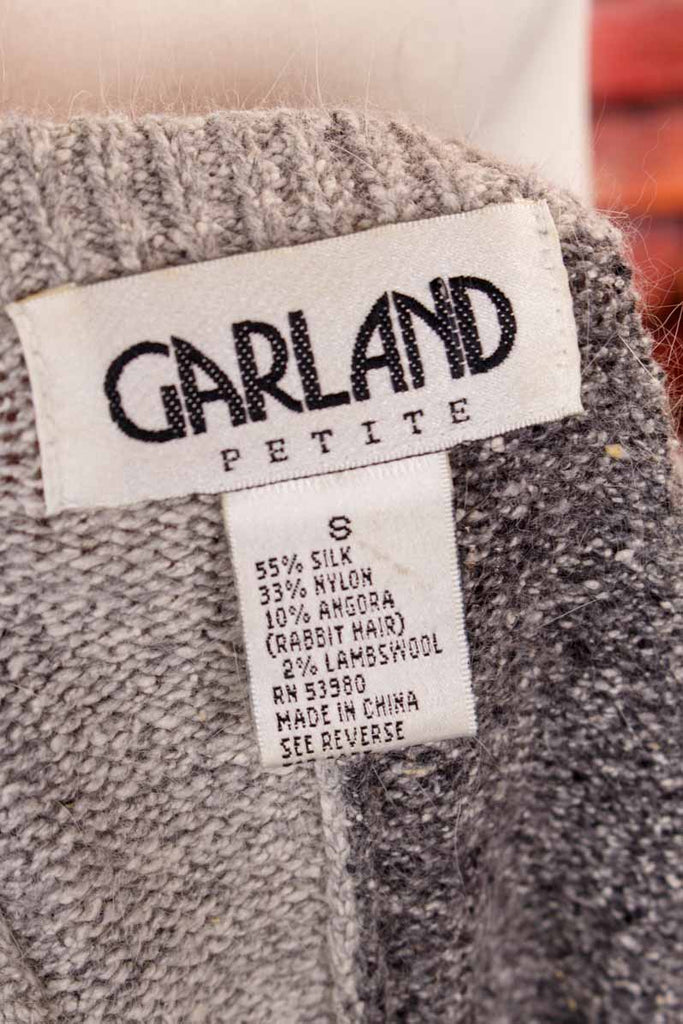 GARLAND
PETITE
S
55% SILK
33% NYLON
10% ANGORA
(RABBIT HAIR)
2% LAMBSWOOL
RN 53980
MADE IN CHINA
SEE REVERSE